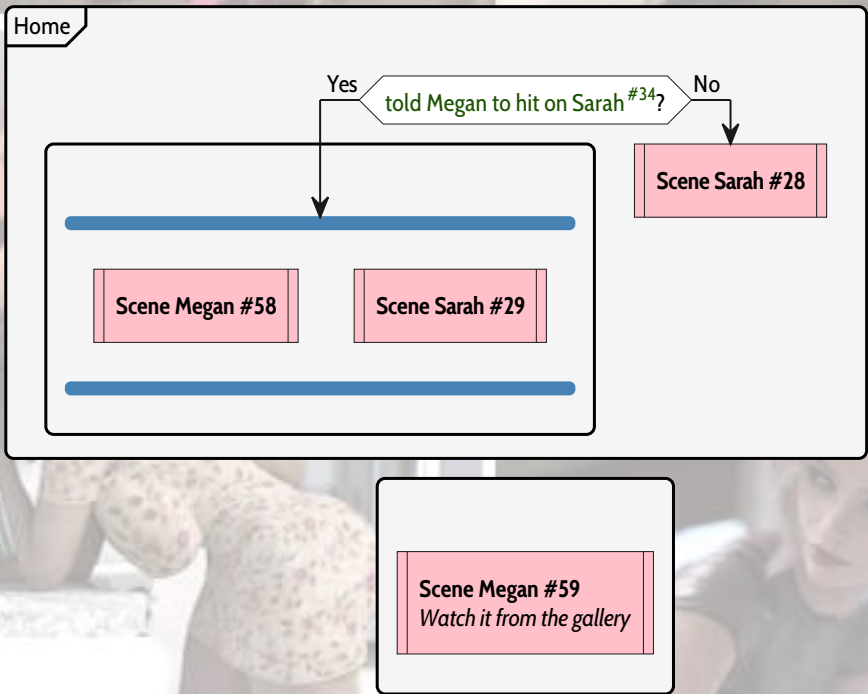 Home
Yes
told Megan to hit on Sarah #34?
No
Scene Sarah #28
Scene Megan #58
Scene Sarah #29
Scene Megan #59
Watch it from the gallery